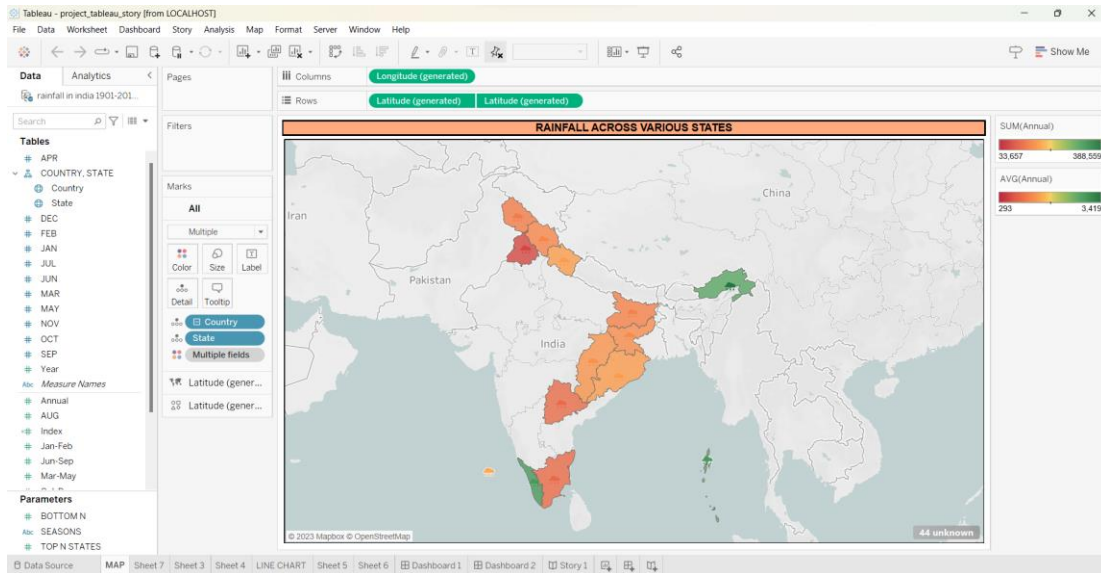 Tableau - project_tableau_story [from LOCALHOST]
File Data Worksheet Dashboard Story Analysis Map Format Server Window Help
Show Me
Data Analytics
rainfall in india 1901-201...
Search
Tables
# APR
COUNTRY, STATE
Country
State
# DEC
# FEB
# JAN
# JUL
# JUN
# MAR
# MAY
# NOV
# OCT
# SEP
# Year
Abc Measure Names
# Annual
# AUG
=# Index
# Jan-Feb
# Jun-Sep
# Mar-May
Parameters
# BOTTOM N
Abc SEASONS
# TOP N STATES
Pages
Filters
Marks
All
Multiple
Color Size Label
Detail Tooltip
Country
State
Multiple fields
Latitude (gener...
Latitude (gener...
Columns Longitude (generated)
Rows Latitude (generated) Latitude (generated)
RAINFALL ACROSS VARIOUS STATES
Iran
China
Pakistan
India
© 2023 Mapbox © OpenStreetMap
44 unknown
SUM(Annual)
33,657 388,559
AVG(Annual)
293 3,419
Data Source MAP Sheet 7 Sheet 3 Sheet 4 LINE CHART Sheet 5 Sheet 6 Dashboard 1 Dashboard 2 Story 1